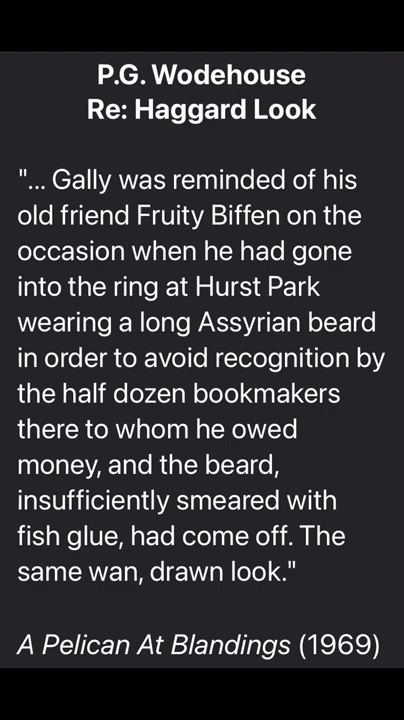 P.G. Wodehouse
Re: Haggard Look
"... Gally was reminded of his
old friend Fruity Biffen on the
occasion when he had gone
into the ring at Hurst Park
wearing a long Assyrian beard
in order to avoid recognition by
the half dozen bookmakers
there to whom he owed
money, and the beard,
insufficiently smeared with
fish glue, had come off. The
same wan, drawn look."
A Pelican At Blandings (1969)